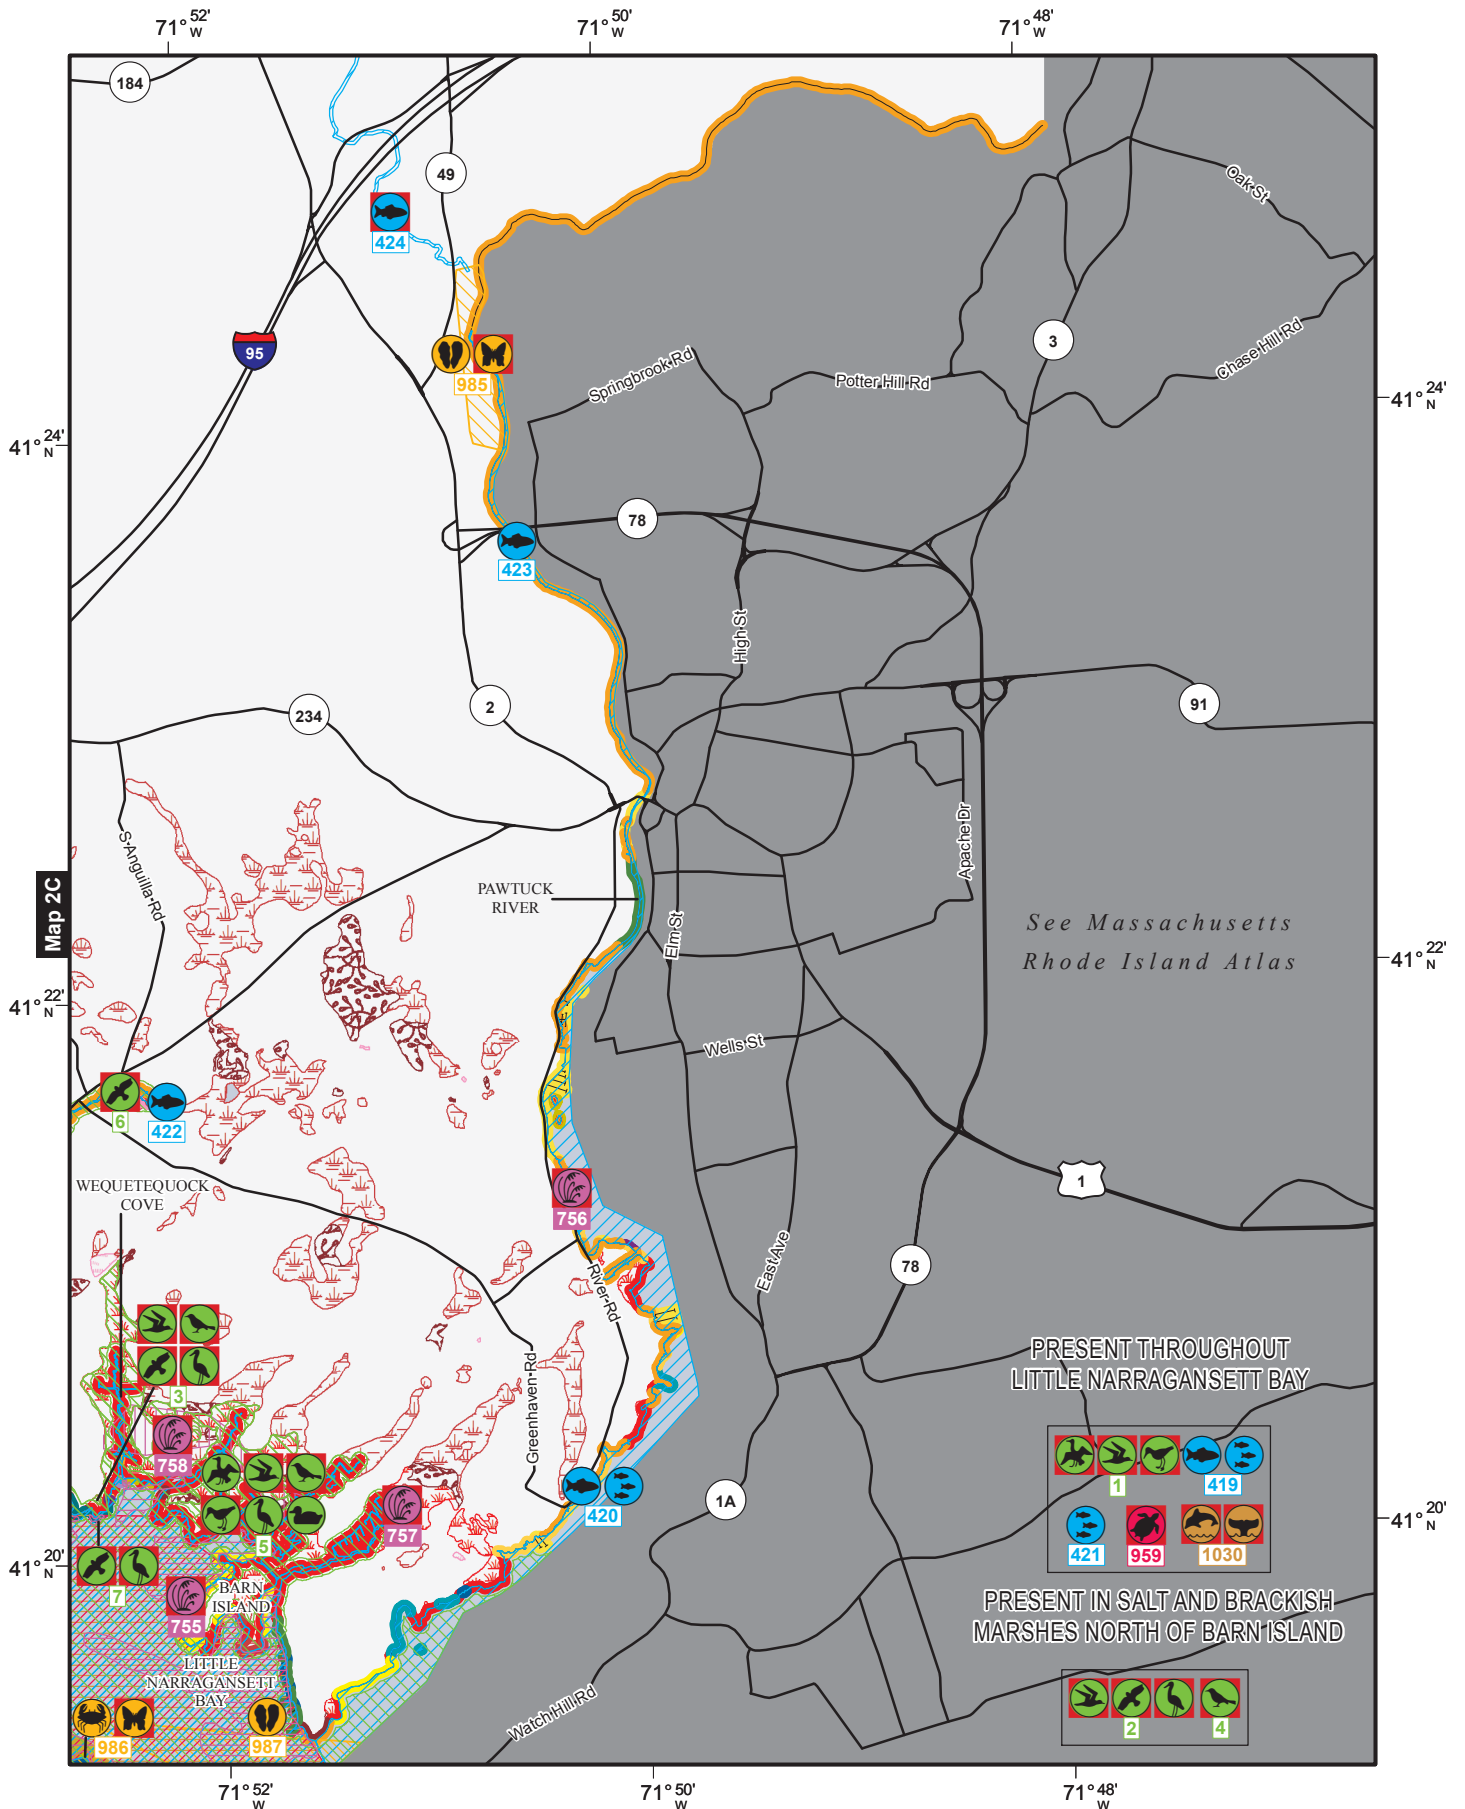 71° 52' W
71° 50' W
71° 48' W
184
49
424
Oak St
95
3
985
Springbrook Rd
Potter Hill Rd
Chase Hill Rd
41° 24' N
41° 24' N
78
423
High St
234
2
91
S Anguilla Rd
Apache Dr
Map 2C
PAWTUCK
RIVER
Elm St
See Massachusetts
Rhode Island Atlas
41° 22' N
41° 22' N
Wells St
6
422
WEQUETEQUOCK
COVE
756
1
East Ave
78
River Rd
PRESENT THROUGHOUT
LITTLE NARRAGANSETT BAY
3
Greenhaven Rd
758
1
419
757
420
1A
5
41° 20' N
421
959
1030
41° 20' N
7
BARN
ISLAND
755
PRESENT IN SALT AND BRACKISH
MARSHES NORTH OF BARN ISLAND
LITTLE
NARRAGANSETT
BAY
Watch Hill Rd
2
4
986
987
71° 52' W
71° 50' W
71° 48' W